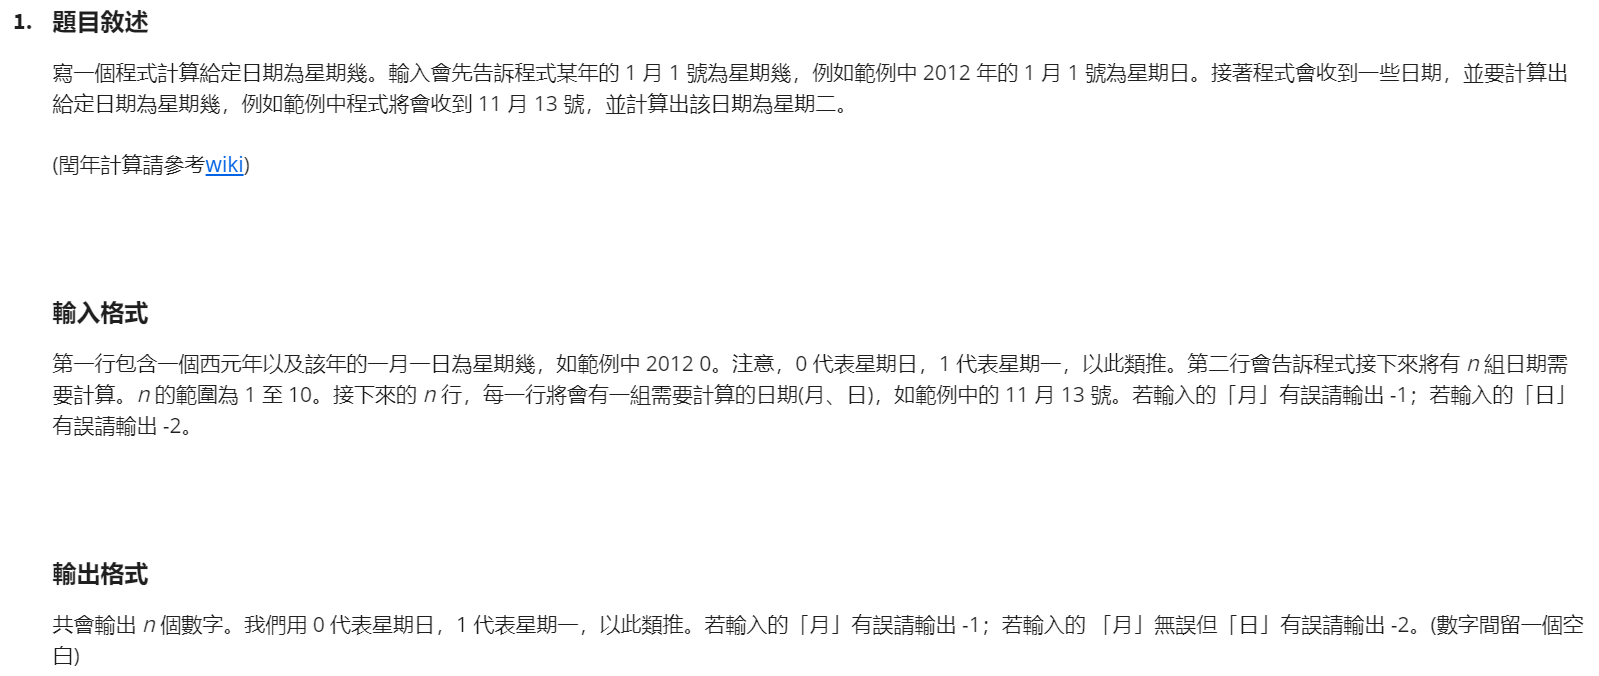 1. 題目敘述
寫一個程式計算給定日期為星期幾。輸入會先告訴程式某年的 1 月 1 號為星期幾，例如範例中 2012 年的 1 月 1 號為星期日。接著程式會收到一些日期，並要計算出
給定日期為星期幾，例如範例中程式將會收到 11 月 13 號，並計算出該日期為星期二。
(閏年計算請參考wiki)
輸入格式
第一行包含一個西元年以及該年的一月一日為星期幾，如範例中 2012 0。注意，0 代表星期日，1 代表星期一，以此類推。第二行會告訴程式接下來將有 n 組日期需
要計算。n 的範圍為 1 至 10。接下來的 n 行，每一行將會有一組需要計算的日期(月、日)，如範例中的 11 月 13 號。若輸入的「月」有誤請輸出 -1；若輸入的「日」
有誤請輸出 -2。
輸出格式
共會輸出 n 個數字。我們用 0 代表星期日，1 代表星期一，以此類推。若輸入的「月」有誤請輸出 -1；若輸入的 「月」無誤但「日」有誤請輸出 -2。(數字間留一個空
白)